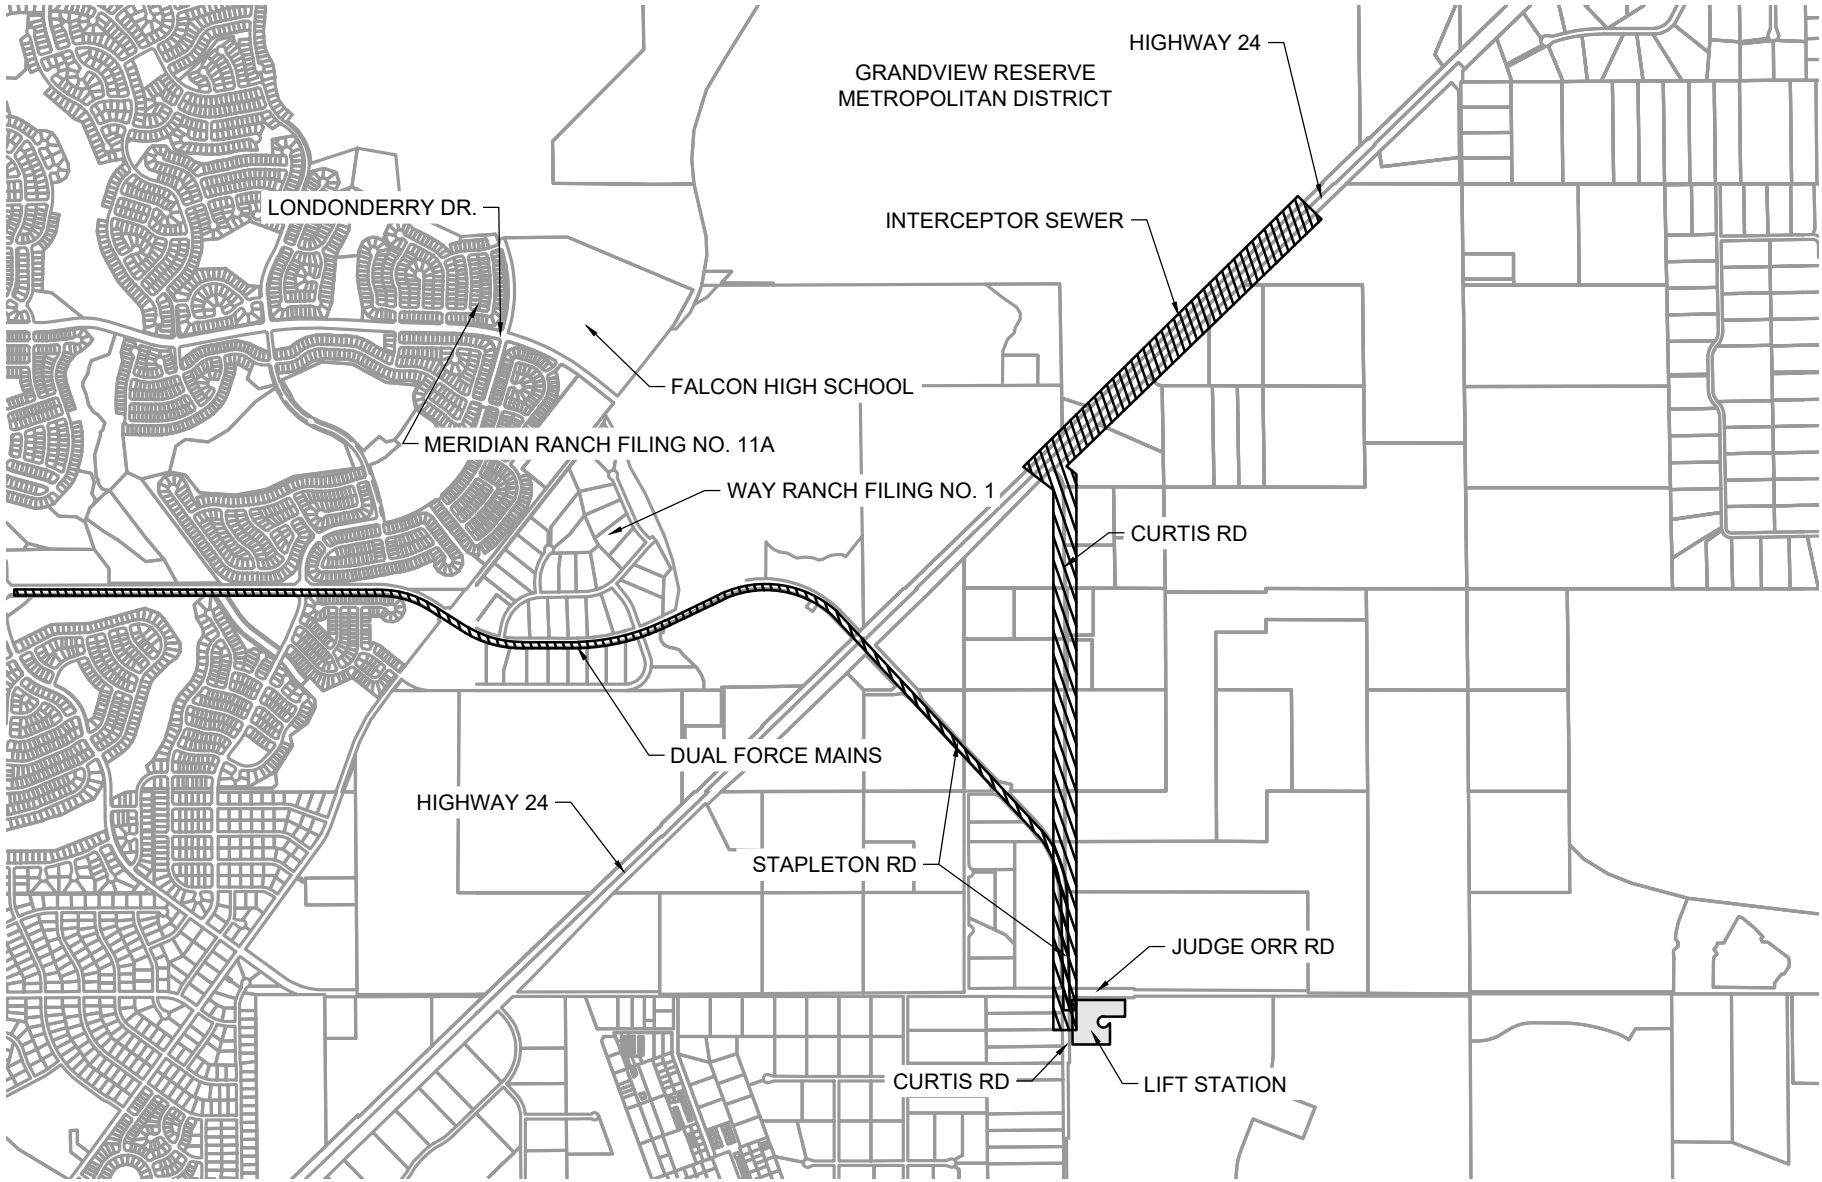 HIGHWAY 24
GRANDVIEW RESERVE
METROPOLITAN DISTRICT
LONDONDERRY DR.
INTERCEPTOR SEWER
FALCON HIGH SCHOOL
MERIDIAN RANCH FILING NO. 11A
WAY RANCH FILING NO. 1
CURTIS RD
DUAL FORCE MAINS
HIGHWAY 24
STAPLETON RD
JUDGE ORR RD
CURTIS RD
LIFT STATION